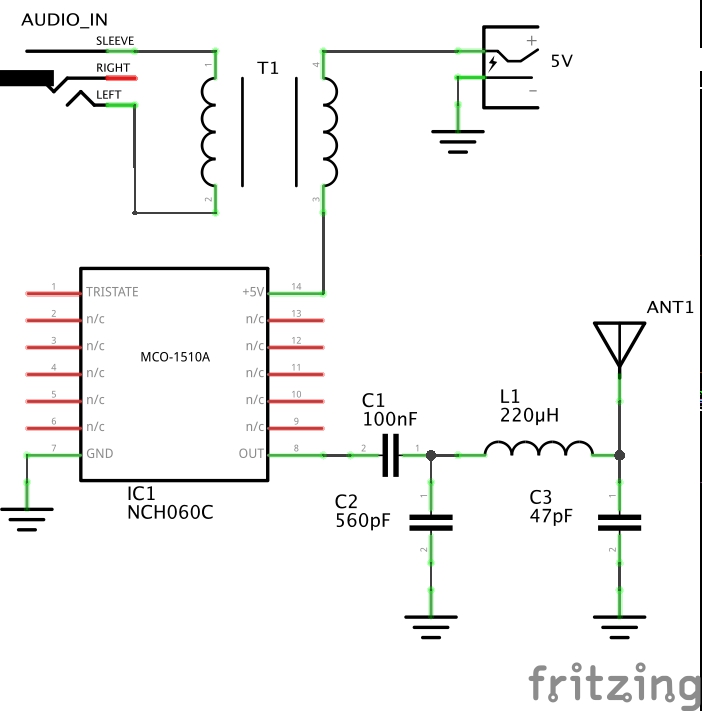 AUDIO_IN
SLEEVE
RIGHT
LEFT
1
2
T1
4
3
+
-
5V
1 TRISTATE
2 n/c
3 n/c
4 n/c
5 n/c
6 n/c
7 GND
MCO-1510A
+5V 14
n/c 13
n/c 12
n/c 11
n/c 10
n/c 9
OUT 8
IC1
NCH060C
C1
100nF
2
1
L1
220µH
ANT1
C2
560pF
1
2
C3
47pF
1
2
fritzing